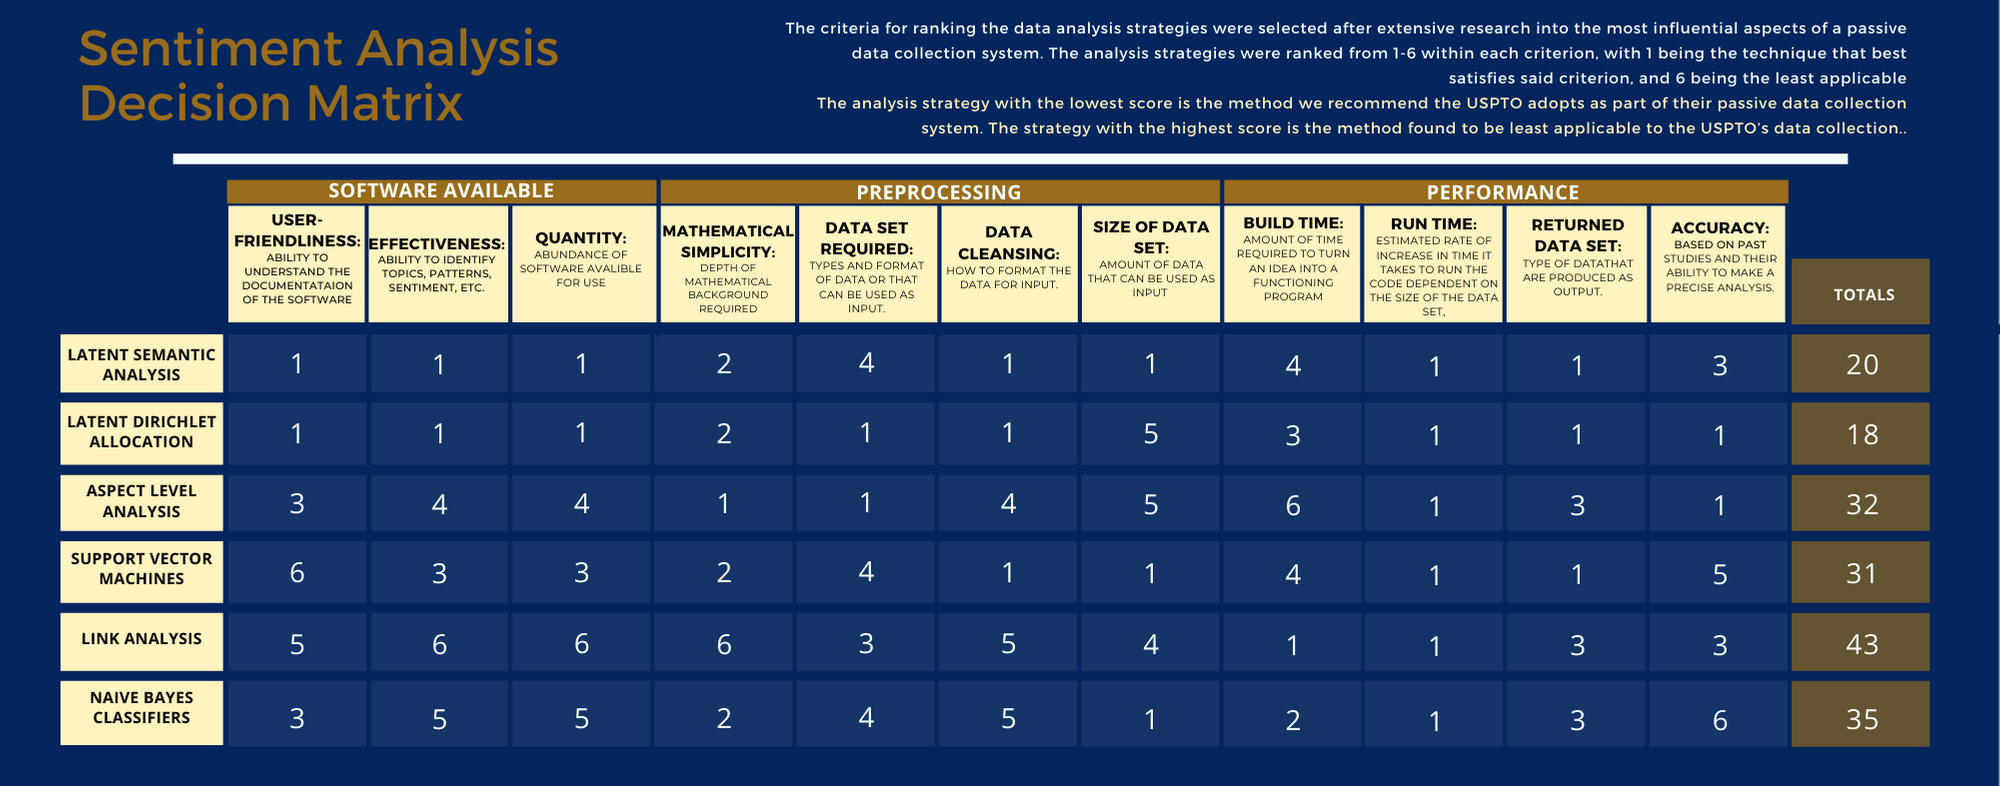 Sentiment Analysis
Decision Matrix
The criteria for ranking the data analysis strategies were selected after extensive research into the most influential aspects of a passive
data collection system. The analysis strategies were ranked from 1-6 within each criterion, with 1 being the technique that best
satisfies said criterion, and 6 being the least applicable
The analysis strategy with the lowest score is the method we recommend the USPTO adopts as part of their passive data collection
system. The strategy with the highest score is the method found to be least applicable to the USPTO's data collection..
SOFTWARE AVAILABLE
PREPROCESSING
PERFORMANCE
USER-
FRIENDLINESS:
ABILITY TO
UNDERSTAND THE
DOCUMENTATAION
OF THE SOFTWARE
EFFECTIVENESS:
ABILITY TO IDENTIFY
TOPICS, PATTERNS,
SENTIMENT, ETC.
QUANTITY:
ABUNDANCE OF
SOFTWARE AVALIBLE
FOR USE
MATHEMATICAL
SIMPLICITY:
DEPTH OF
MATHEMATICAL
BACKGROUND
REQUIRED
DATA SET
REQUIRED:
TYPES AND FORMAT
OF DATA OR THAT
CAN BE USED AS
INPUT.
DATA
CLEANSING:
HOW TO FORMAT THE
DATA FOR INPUT.
SIZE OF DATA
SET:
AMOUNT OF DATA
THAT CAN BE USED AS
INPUT
BUILD TIME:
AMOUNT OF TIME
REQUIRED TO TURN
AN IDEA INTO A
FUNCTIONING
PROGRAM
RUN TIME:
ESTIMATED RATE OF
INCREASE IN TIME IT
TAKES TO RUN THE
CODE DEPENDENT ON
THE SIZE OF THE DATA
SET,
RETURNED
DATA SET:
TYPE OF DATATHAT
ARE PRODUCED AS
OUTPUT.
ACCURACY:
BASED ON PAST
STUDIES AND THEIR
ABILITY TO MAKE A
PRECISE ANALYSIS.
TOTALS
LATENT SEMANTIC
ANALYSIS
1 1 1 2 4 1 1 4 1 1 3 20
LATENT DIRICHLET
ALLOCATION
1 1 1 2 1 1 5 3 1 1 1 18
ASPECT LEVEL
ANALYSIS
3 4 4 1 1 4 5 6 1 3 1 32
SUPPORT VECTOR
MACHINES
6 3 3 2 4 1 1 4 1 1 5 31
LINK ANALYSIS
5 6 6 6 3 5 4 1 1 3 3 43
NAIVE BAYES
CLASSIFIERS
3 5 5 2 4 5 1 2 1 3 6 35